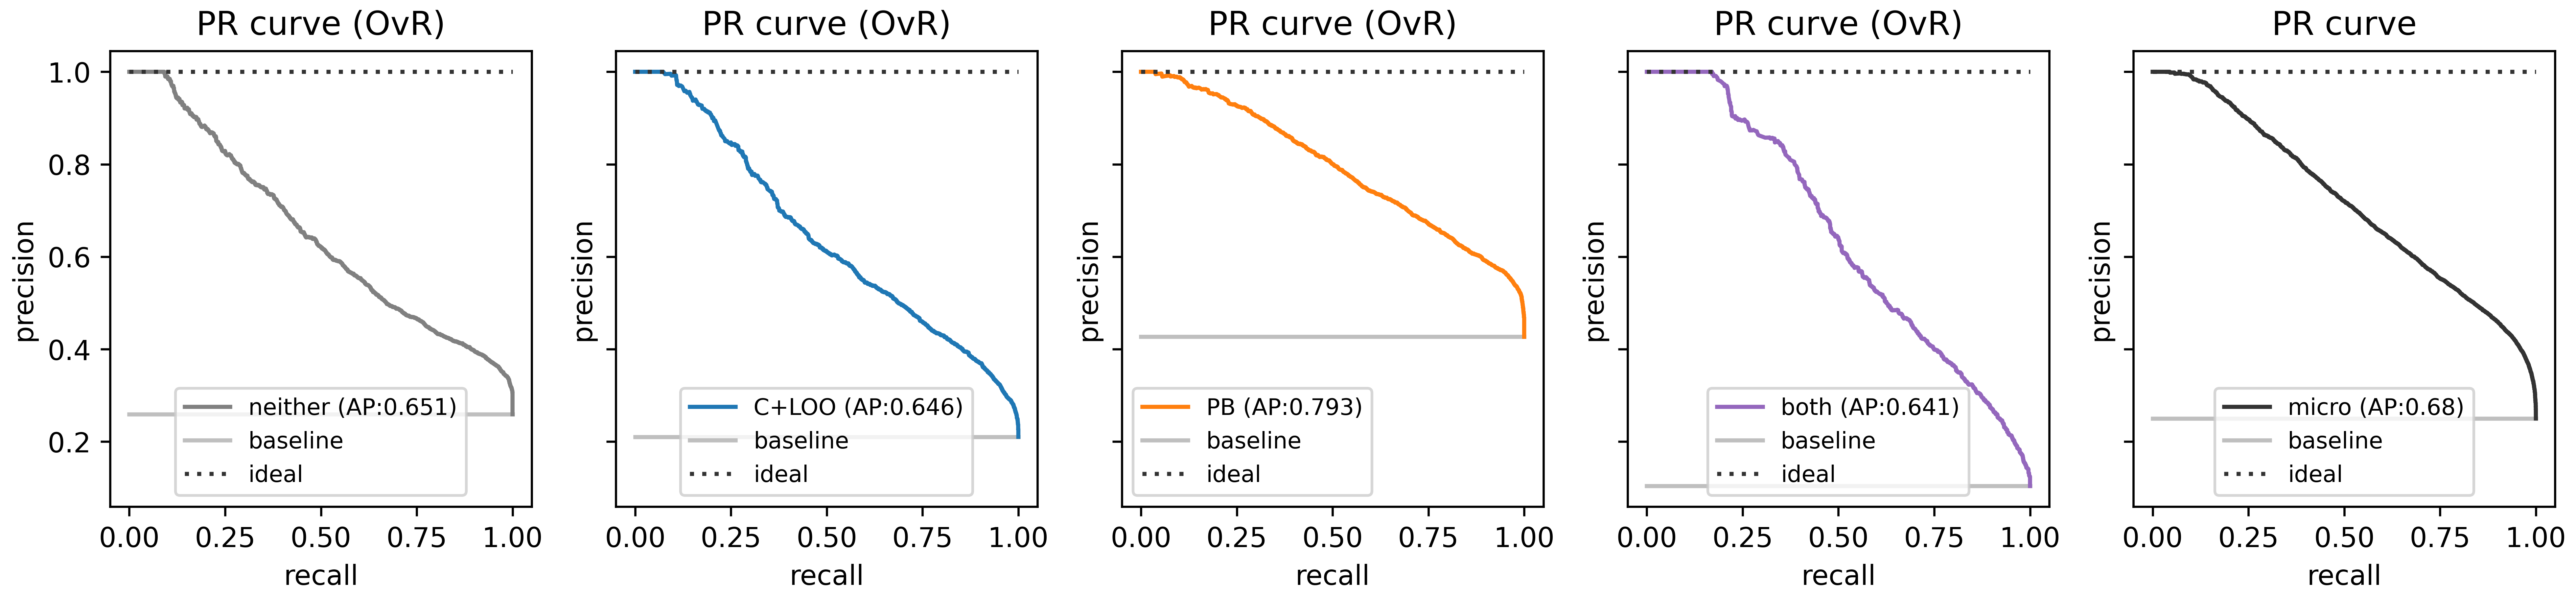 PR curve (OvR)
1.0
0.8
0.6
0.4
0.2
precision
neither (AP:0.651)
baseline
ideal
0.00 0.25 0.50 0.75 1.00
recall
PR curve (OvR)
precision
C+LOO (AP:0.646)
baseline
ideal
0.00 0.25 0.50 0.75 1.00
recall
PR curve (OvR)
precision
PB (AP:0.793)
baseline
ideal
0.00 0.25 0.50 0.75 1.00
recall
PR curve (OvR)
precision
both (AP:0.641)
baseline
ideal
0.00 0.25 0.50 0.75 1.00
recall
PR curve
precision
micro (AP:0.68)
baseline
ideal
0.00 0.25 0.50 0.75 1.00
recall